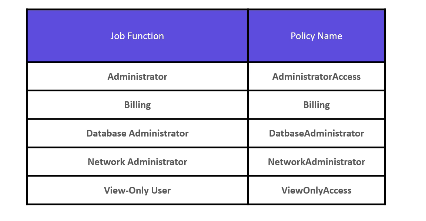 Job Function Policy Name
Administrator AdministratorAccess
Billing Billing
Database Administrator DatbaseAdministrator
Network Administrator NetworkAdministrator
View-Only User ViewOnlyAccess